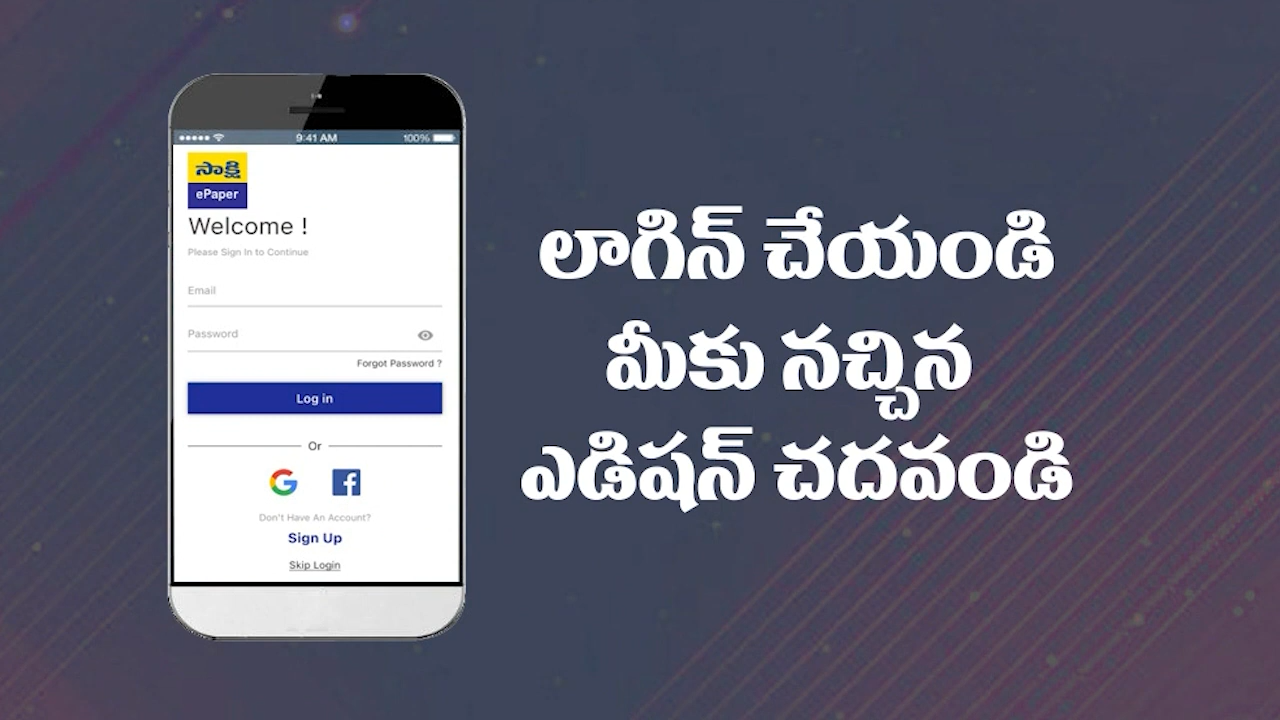 9:41 AM
100%
సాక్షి
ePaper
Welcome !
Please Sign In to Continue
Email
Password
Forgot Password ?
Log in
Or
Don't Have An Account?
Sign Up
Skip Login
లాగిన్ చేయండి
మీకు నచ్చిన
ఎడిషన్ చదవండి